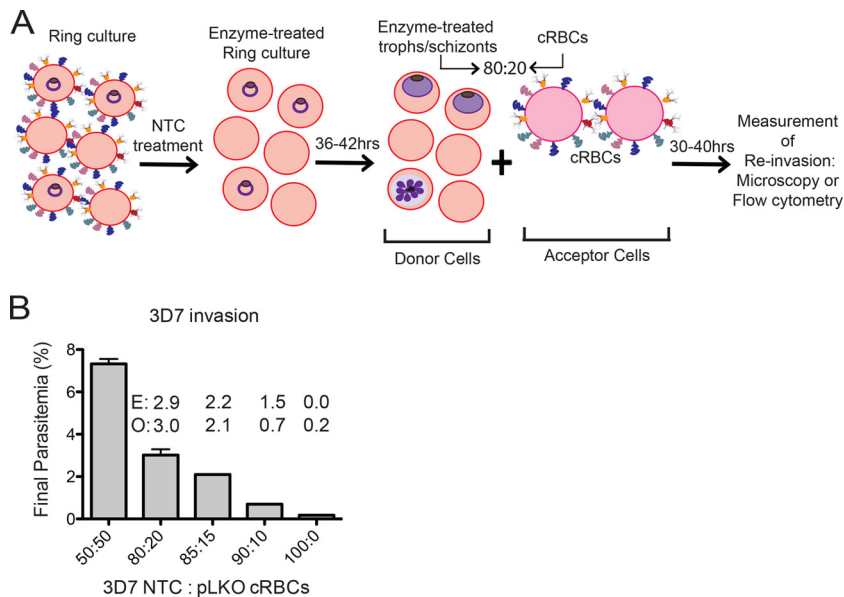 A
Ring culture
NTC
treatment
Enzyme-treated
Ring culture
36-42hrs
Enzyme-treated
trophs/schizonts
cRBCs
80:20
cRBCs
30-40hrs
Measurement
of
Re-invasion:
Microscopy or
Flow cytometry
Donor Cells
Acceptor Cells
B
3D7 invasion
Final Parasitemia (%)
8
6
4
2
0
E: 2.9 2.2 1.5 0.0
O: 3.0 2.1 0.7 0.2
50:50 80:20 85:15 90:10 100:0
3D7 NTC : pLKO cRBCs